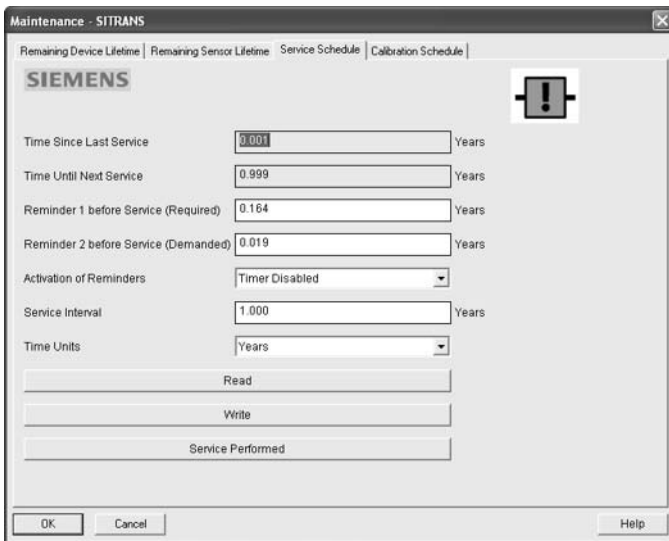 Maintenance - SITRANS
Remaining Device Lifetime Remaining Sensor Lifetime Service Schedule Calibration Schedule
SIEMENS
!
Time Since Last Service 0.001 Years
Time Until Next Service 0.999 Years
Reminder 1 before Service (Required) 0.164 Years
Reminder 2 before Service (Demanded) 0.019 Years
Activation of Reminders Timer Disabled
Service Interval 1.000 Years
Time Units Years
Read
Write
Service Performed
OK Cancel Help